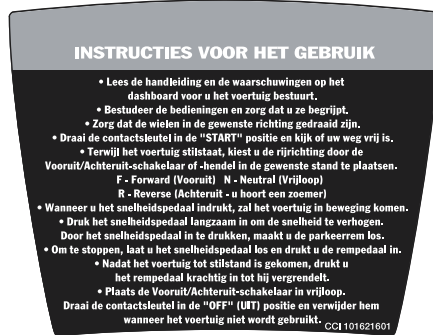 INSTRUCTIES VOOR HET GEBRUIK
• Lees de handleiding en de waarschuwingen op het
dashboard voor u het voertuig bestuurt.
• Bestudeer de bedieningen en zorg dat u ze begrijpt.
• Zorg dat de wielen in de gewenste richting gedraaid zijn.
• Draai de contactsleutel in de "START" positie en kijk of uw weg vrij is.
• Terwijl het voertuig stilstaat, kiest u de rijrichting door de
Vooruit/Achteruit-schakelaar of -hendel in de gewenste stand te plaatsen.
F - Forward (Vooruit) N - Neutral (Vrijloop)
R - Reverse (Achteruit - u hoort een zoemer)
• Wanneer u het snelheidspedaal indrukt, zal het voertuig in beweging komen.
• Druk het snelheidspedaal langzaam in om de snelheid te verhogen.
Door het snelheidspedaal in te drukken, maakt u de parkeerrem los.
• Om te stoppen, laat u het snelheidspedaal los en drukt u de rempedaal in.
• Nadat het voertuig tot stilstand is gekomen, drukt u
het rempedaal krachtig in tot hij vergrendelt.
• Plaats de Vooruit/Achteruit-schakelaar in vrijloop.
Draai de contactsleutel in de "OFF" (UIT) positie en verwijder hem
wanneer het voertuig niet wordt gebruikt.
CCI 101621601